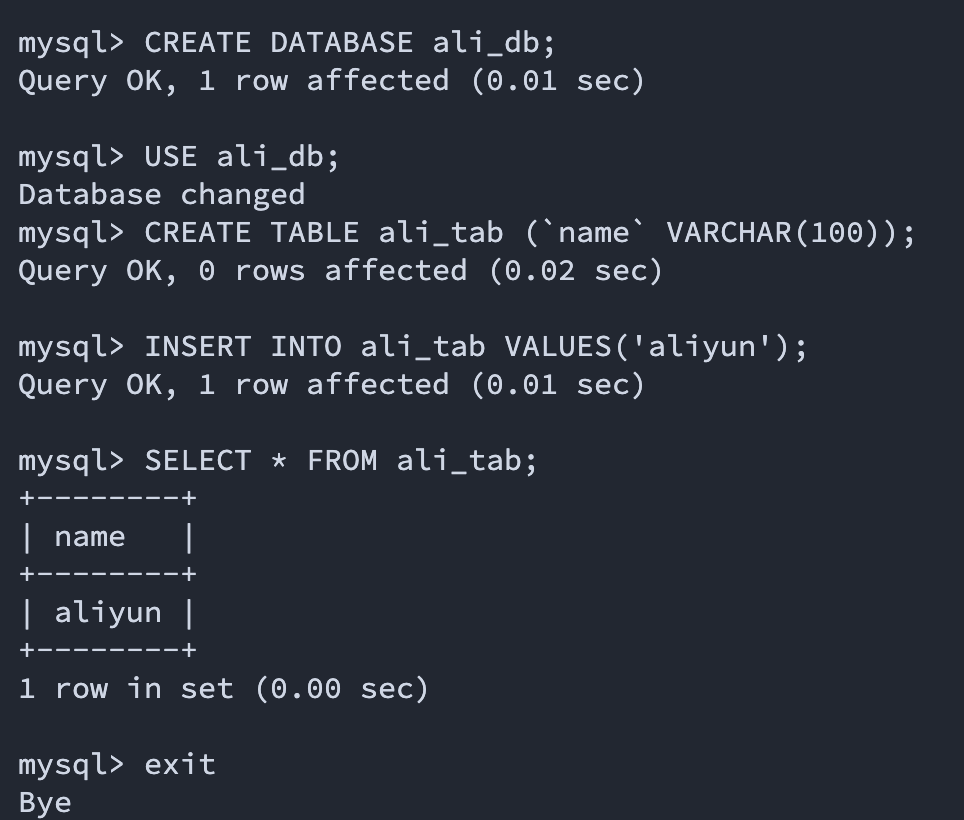 mysql> CREATE DATABASE ali_db;
Query OK, 1 row affected (0.01 sec)
mysql> USE ali_db;
Database changed
mysql> CREATE TABLE ali_tab (`name` VARCHAR(100));
Query OK, 0 rows affected (0.02 sec)
mysql> INSERT INTO ali_tab VALUES('aliyun');
Query OK, 1 row affected (0.01 sec)
mysql> SELECT * FROM ali_tab;
+--------+
| name   |
+--------+
| aliyun |
+--------+
1 row in set (0.00 sec)
mysql> exit
Bye